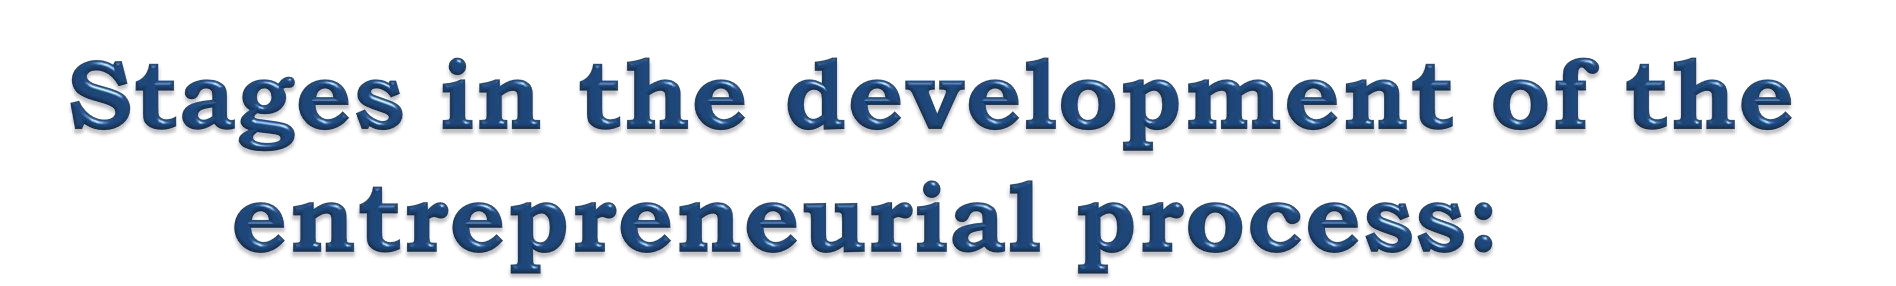 Stages in the development of the
entrepreneurial process: